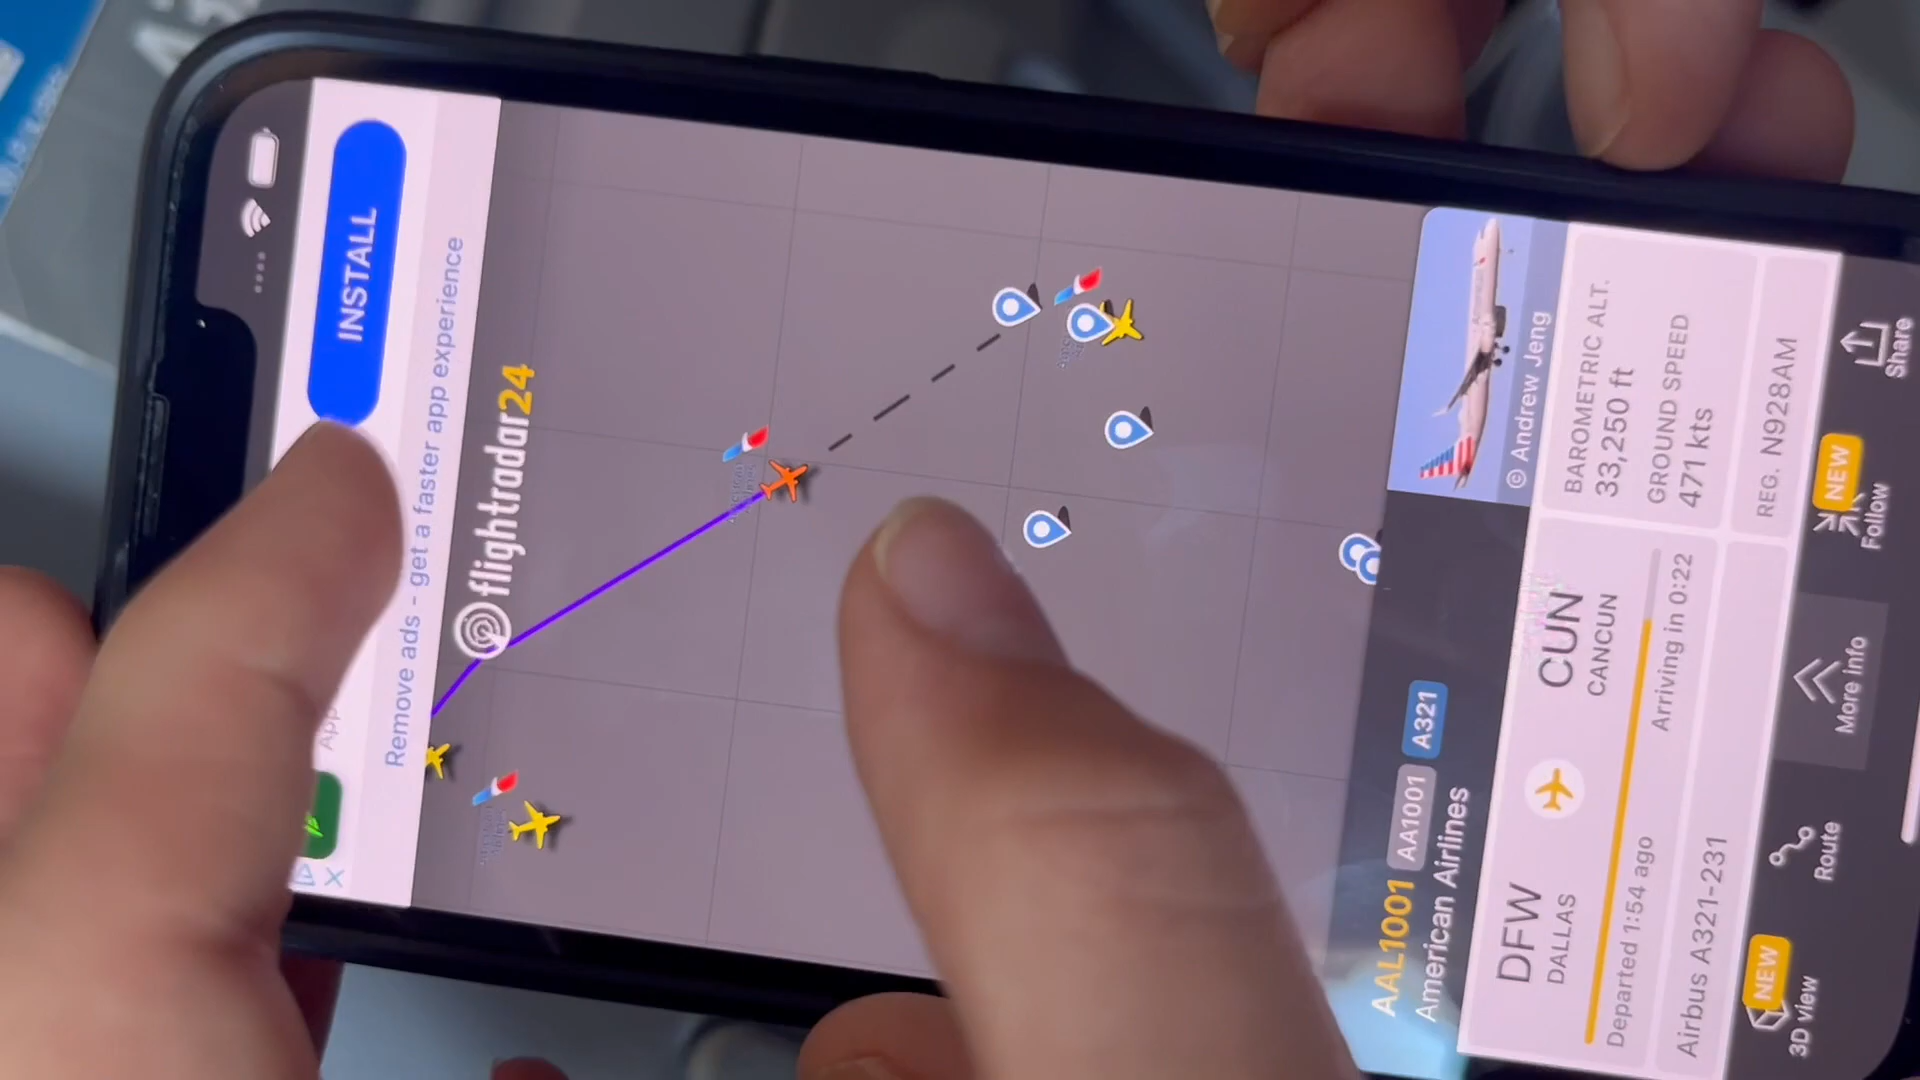 INSTALL
App
Remove ads - get a faster app experience
flightradar24
AAL1001 AA1001 A321
American Airlines
© Andrew Jeng
DFW
DALLAS
CUN
CANCUN
Departed 1:54 ago
Arriving in 0:22
BAROMETRIC ALT.
33,250 ft
GROUND SPEED
471 kts
Airbus A321-231
REG. N928AM
NEW
3D view
Route
More info
NEW
Follow
Share